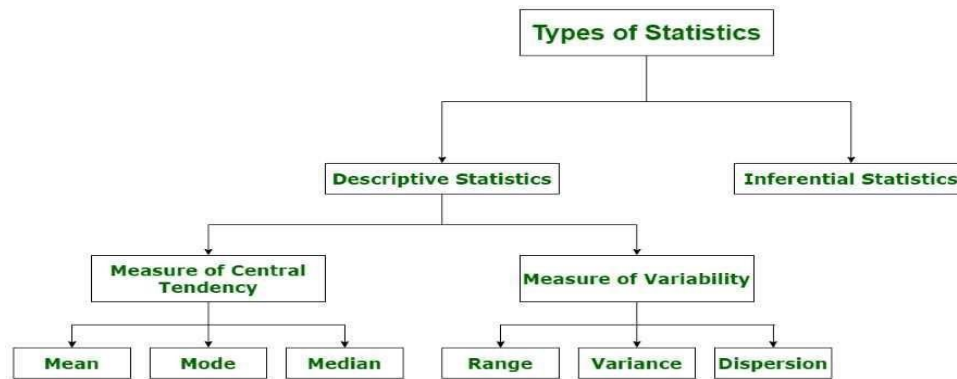 Types of Statistics
Descriptive Statistics
Inferential Statistics
Measure of Central
Tendency
Measure of Variability
Mean
Mode
Median
Range
Variance
Dispersion